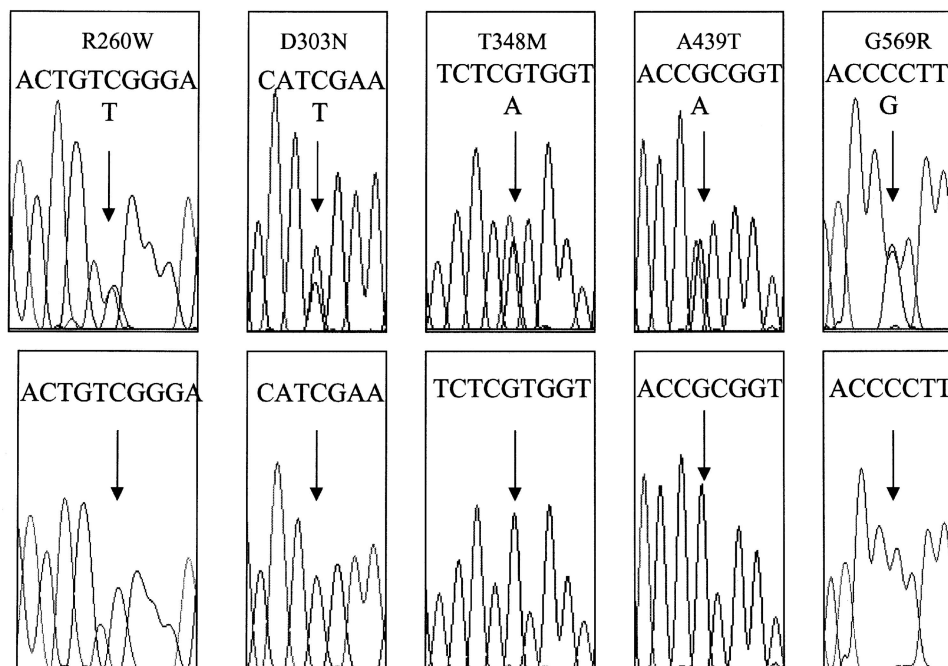 R260W
ACTGTCGGGA
T
D303N
CATCGAA
T
T348M
TCTCGTGGT
A
A439T
ACCGCGGT
A
G569R
ACCCCTT
G
ACTGTCGGGA
CATCGAA
TCTCGTGGT
ACCGCGGT
ACCCCTT